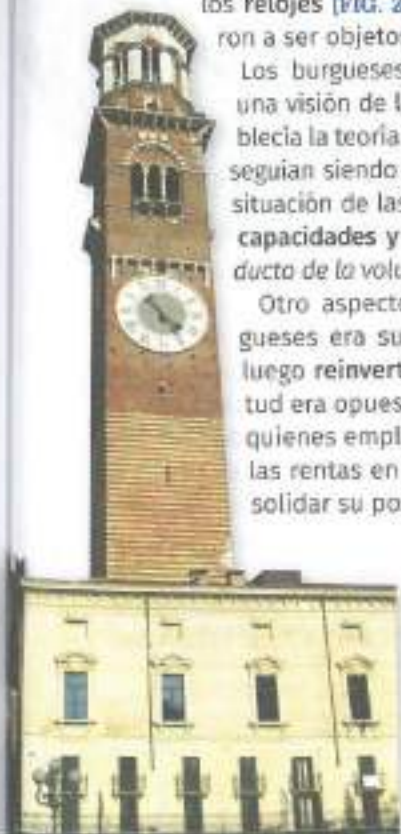 los relojes (FIG. 2
ron a ser objetos
Los burgueses
una visión de l
blecía la teoría
seguían siendo
situación de las
capacidades y
ducto de la volu
Otro aspecto
gueses era su
luego reinvert
tud era opues
quienes empl
las rentas en
solidar su po